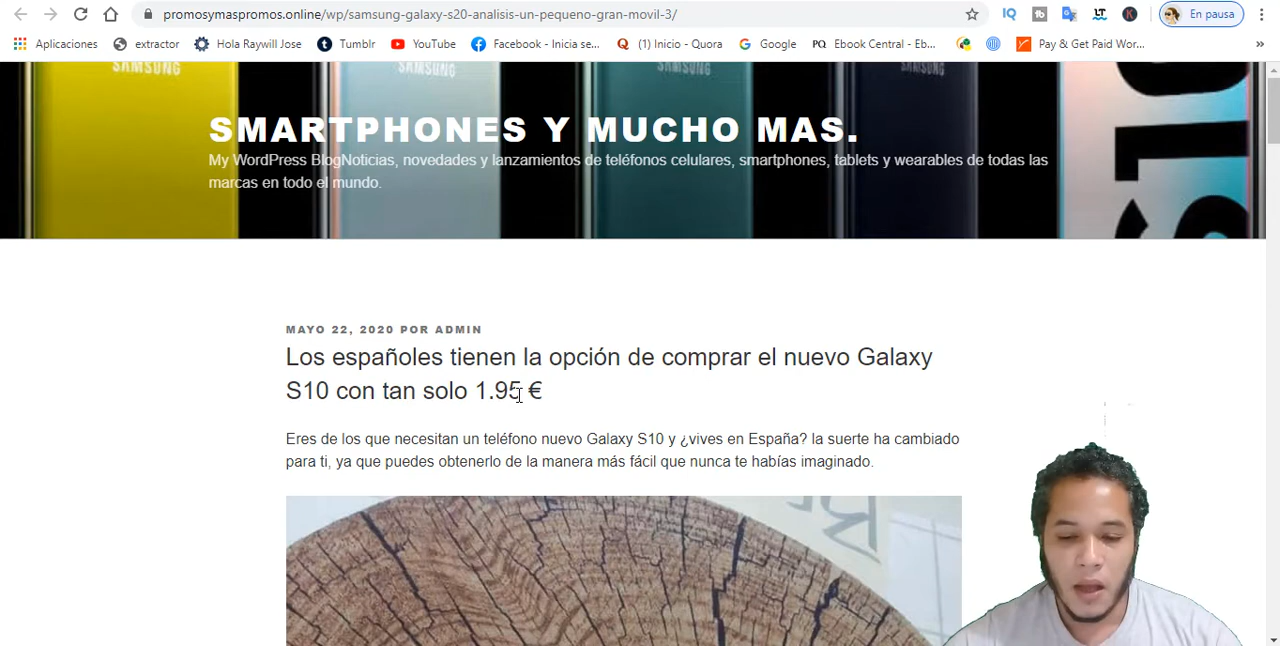 promosymaspromos.online/wp/samsung-galaxy-s20-analisis-un-pequeno-gran-movil-3/
IQ
tb
LT
K
En pausa
Aplicaciones
extractor
Hola Raywill Jose
t
Tumblr
YouTube
Facebook - Inicia se...
Q
(1) Inicio - Quora
G
Google
PQ
Ebook Central - Eb...
Pay & Get Paid Wor...
»
SAMSUNG
SAMSUNG
SAMSUNG
SAMSUNG
SMARTPHONES Y MUCHO MAS.
My WordPress BlogNoticias, novedades y lanzamientos de teléfonos celulares, smartphones, tablets y wearables de todas las
marcas en todo el mundo.
MAYO 22, 2020 POR ADMIN
Los españoles tienen la opción de comprar el nuevo Galaxy
S10 con tan solo 1.95 €
Eres de los que necesitan un teléfono nuevo Galaxy S10 y ¿vives en España? la suerte ha cambiado
para ti, ya que puedes obtenerlo de la manera más fácil que nunca te habías imaginado.